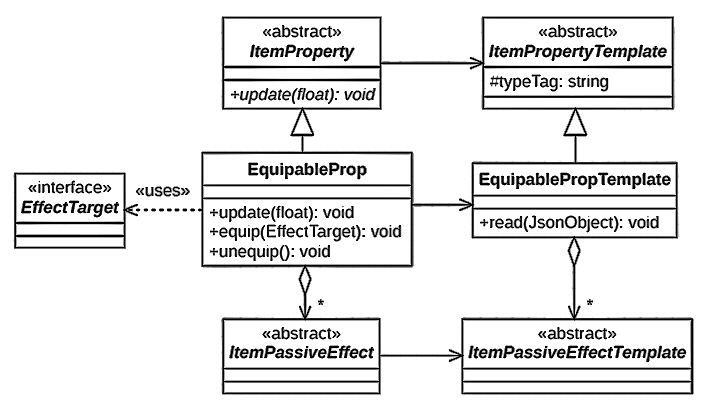 «abstract»
ItemProperty
+update(float): void
«abstract»
ItemPropertyTemplate
#typeTag: string
«interface»
EffectTarget
«uses»
EquipableProp
+update(float): void
+equip(EffectTarget): void
+unequip(): void
EquipablePropTemplate
+read(JsonObject): void
*
*
«abstract»
ItemPassiveEffect
«abstract»
ItemPassiveEffectTemplate